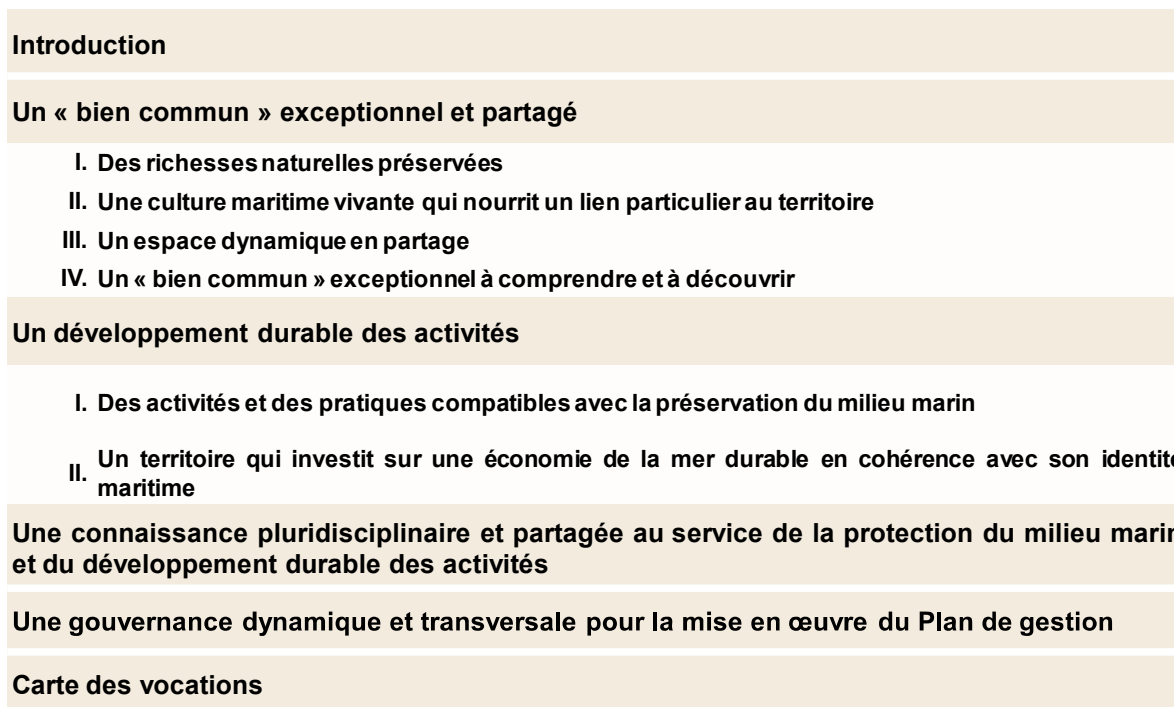 Introduction
Un « bien commun » exceptionnel et partagé
I. Des richesses naturelles préservées
II. Une culture maritime vivante qui nourrit un lien particulier au territoire
III. Un espace dynamique en partage
IV. Un « bien commun » exceptionnel à comprendre et à découvrir
Un développement durable des activités
I. Des activités et des pratiques compatibles avec la préservation du milieu marin
II. Un territoire qui investit sur une économie de la mer durable en cohérence avec son identité
maritime
Une connaissance pluridisciplinaire et partagée au service de la protection du milieu marin
et du développement durable des activités
Une gouvernance dynamique et transversale pour la mise en œuvre du Plan de gestion
Carte des vocations